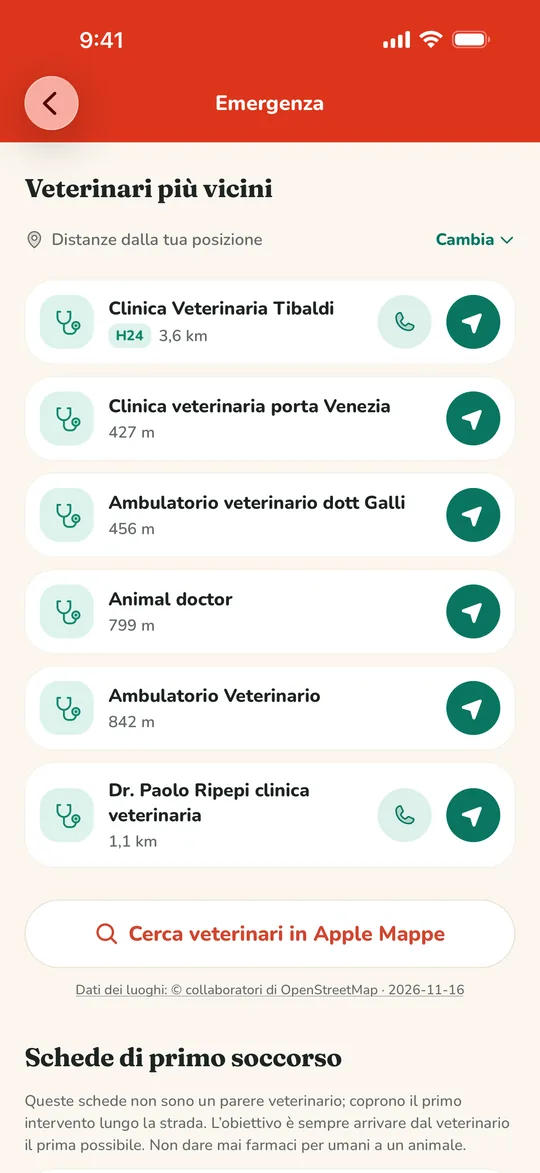 9:41
Emergenza
Veterinari più vicini
Distanze dalla tua posizione
Cambia
Clinica Veterinaria Tibaldi
H24 3,6 km
Clinica veterinaria porta Venezia
427 m
Ambulatorio veterinario dott Galli
456 m
Animal doctor
799 m
Ambulatorio Veterinario
842 m
Dr. Paolo Ripepi clinica
veterinaria
1,1 km
Cerca veterinari in Apple Mappe
Dati dei luoghi: © collaboratori di OpenStreetMap · 2026-11-16
Schede di primo soccorso
Queste schede non sono un parere veterinario; coprono il primo
intervento lungo la strada. L’obiettivo è sempre arrivare dal veterinario
il prima possibile. Non dare mai farmaci per umani a un animale.